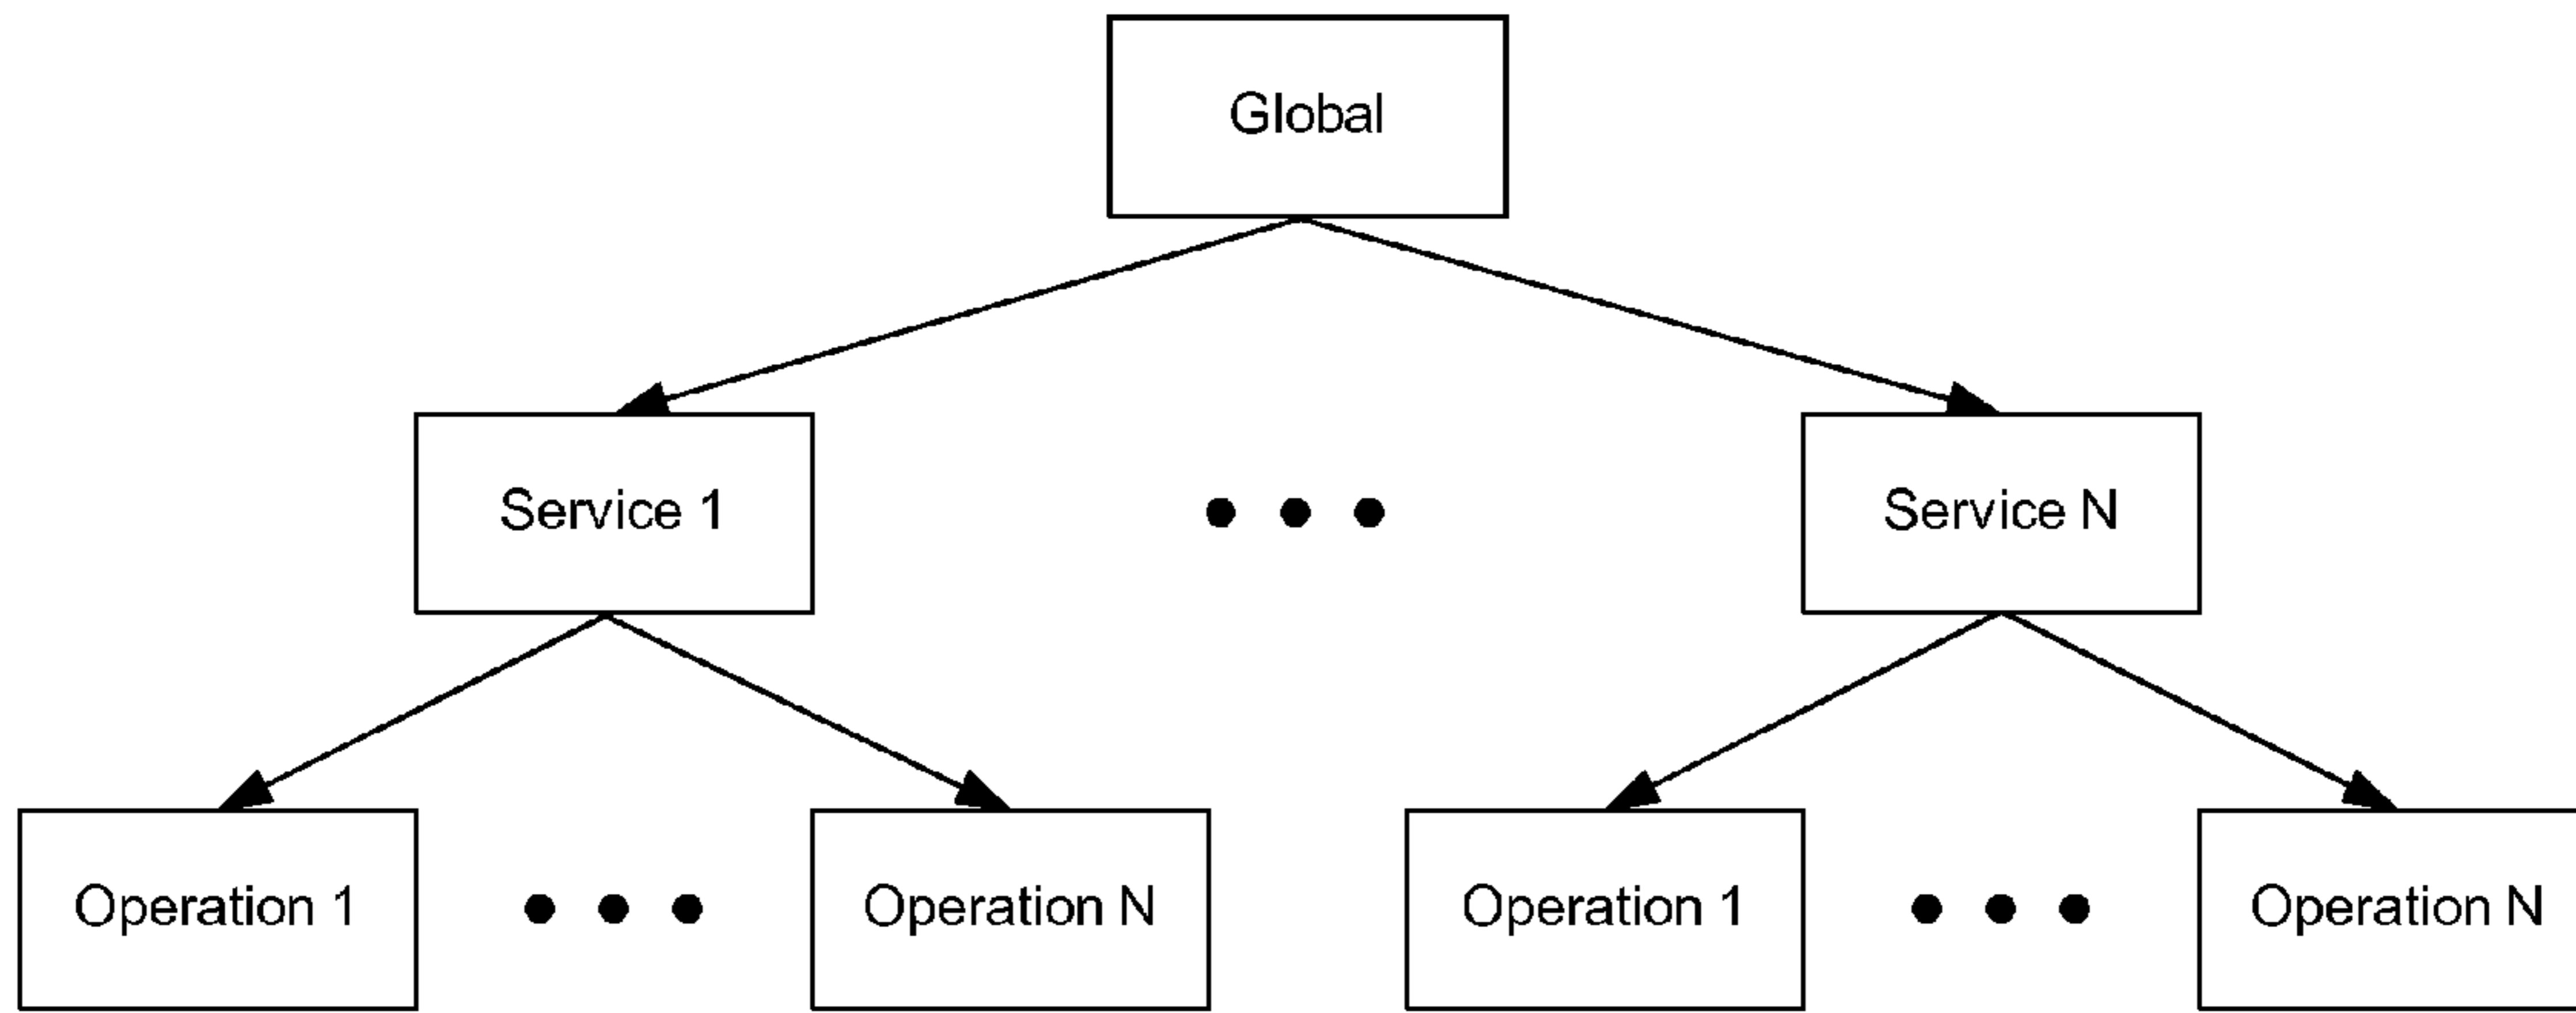 Global
Service 1
Service N
Operation 1
Operation N
Operation 1
Operation N